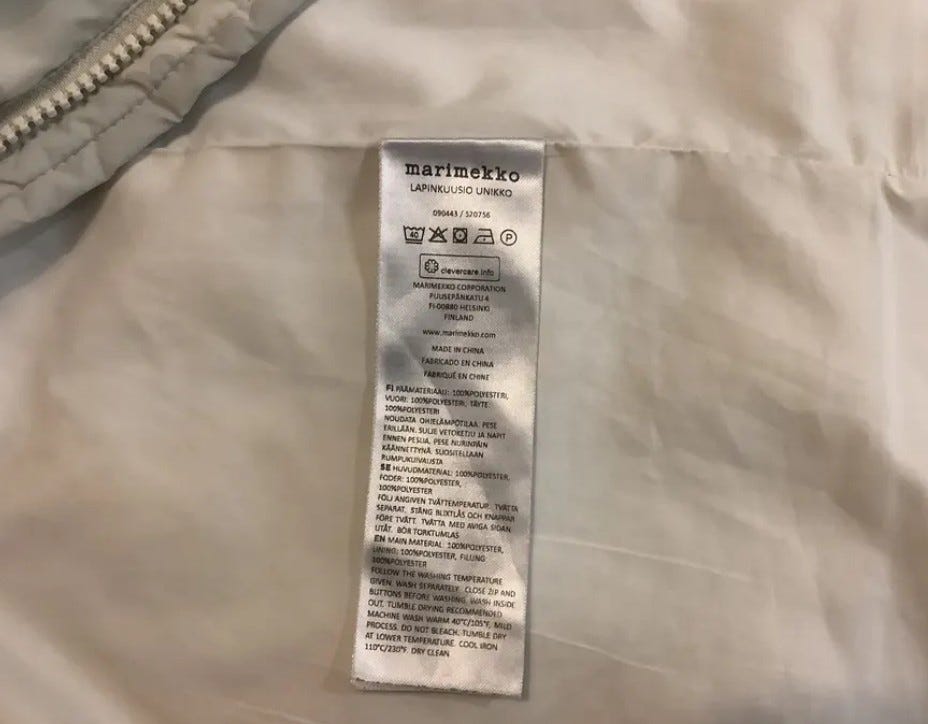 marimekko
LAPINKUUSIO UNIKKO
090443 / 520756
40
P
clevercare.info
MARIMEKKO CORPORATION
PUUSEPÄNKATU 4
FI-00880 HELSINKI
FINLAND
www.marimekko.com
MADE IN CHINA
FABRICADO EN CHINA
FABRIQUÉ EN CHINE
FI PÄÄMATERIAALI: 100%POLYESTERI,
VUORI: 100%POLYESTERI, TÄYTE:
100%POLYESTERI
NOUDATA OHJELÄMPÖTILAA. PESE
ERILLÄÄN. SULJE VETOKETJU JA NAPIT
ENNEN PESUA. PESE NURINPÄIN
KÄÄNNETTYNÄ. SUOSITELLAAN
RUMPUKUIVAUSTA
SE HUVUDMATERIAL: 100%POLYESTER,
FODER: 100%POLYESTER,
100%POLYESTER
FÖLJ ANGIVEN TVÄTTEMPERATUR. TVÄTTA
SEPARAT. STÄNG BLIXTLÅS OCH KNAPPAR
FÖRE TVÄTT. TVÄTTA MED AVIGA SIDAN
UTÅT. BÖR TORKTUMLAS
EN MAIN MATERIAL: 100%POLYESTER,
LINING: 100%POLYESTER, FILLING:
100%POLYESTER
FOLLOW THE WASHING TEMPERATURE
GIVEN. WASH SEPARATELY. CLOSE ZIP AND
BUTTONS BEFORE WASHING. WASH INSIDE
OUT. TUMBLE DRYING RECOMMENDED
MACHINE WASH WARM 40°C/105°F, MILD
PROCESS. DO NOT BLEACH. TUMBLE DRY
AT LOWER TEMPERATURE. COOL IRON
110°C/230°F. DRY CLEAN